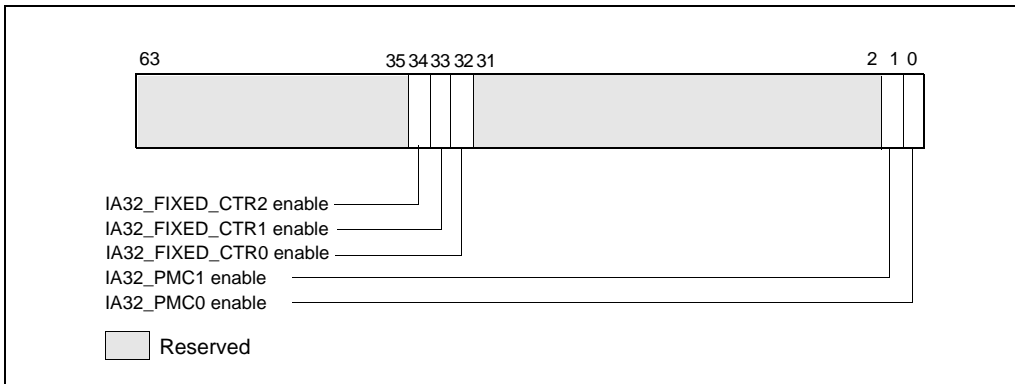 63 35 34 33 32 31 2 1 0
IA32_FIXED_CTR2 enable
IA32_FIXED_CTR1 enable
IA32_FIXED_CTR0 enable
IA32_PMC1 enable
IA32_PMC0 enable
Reserved